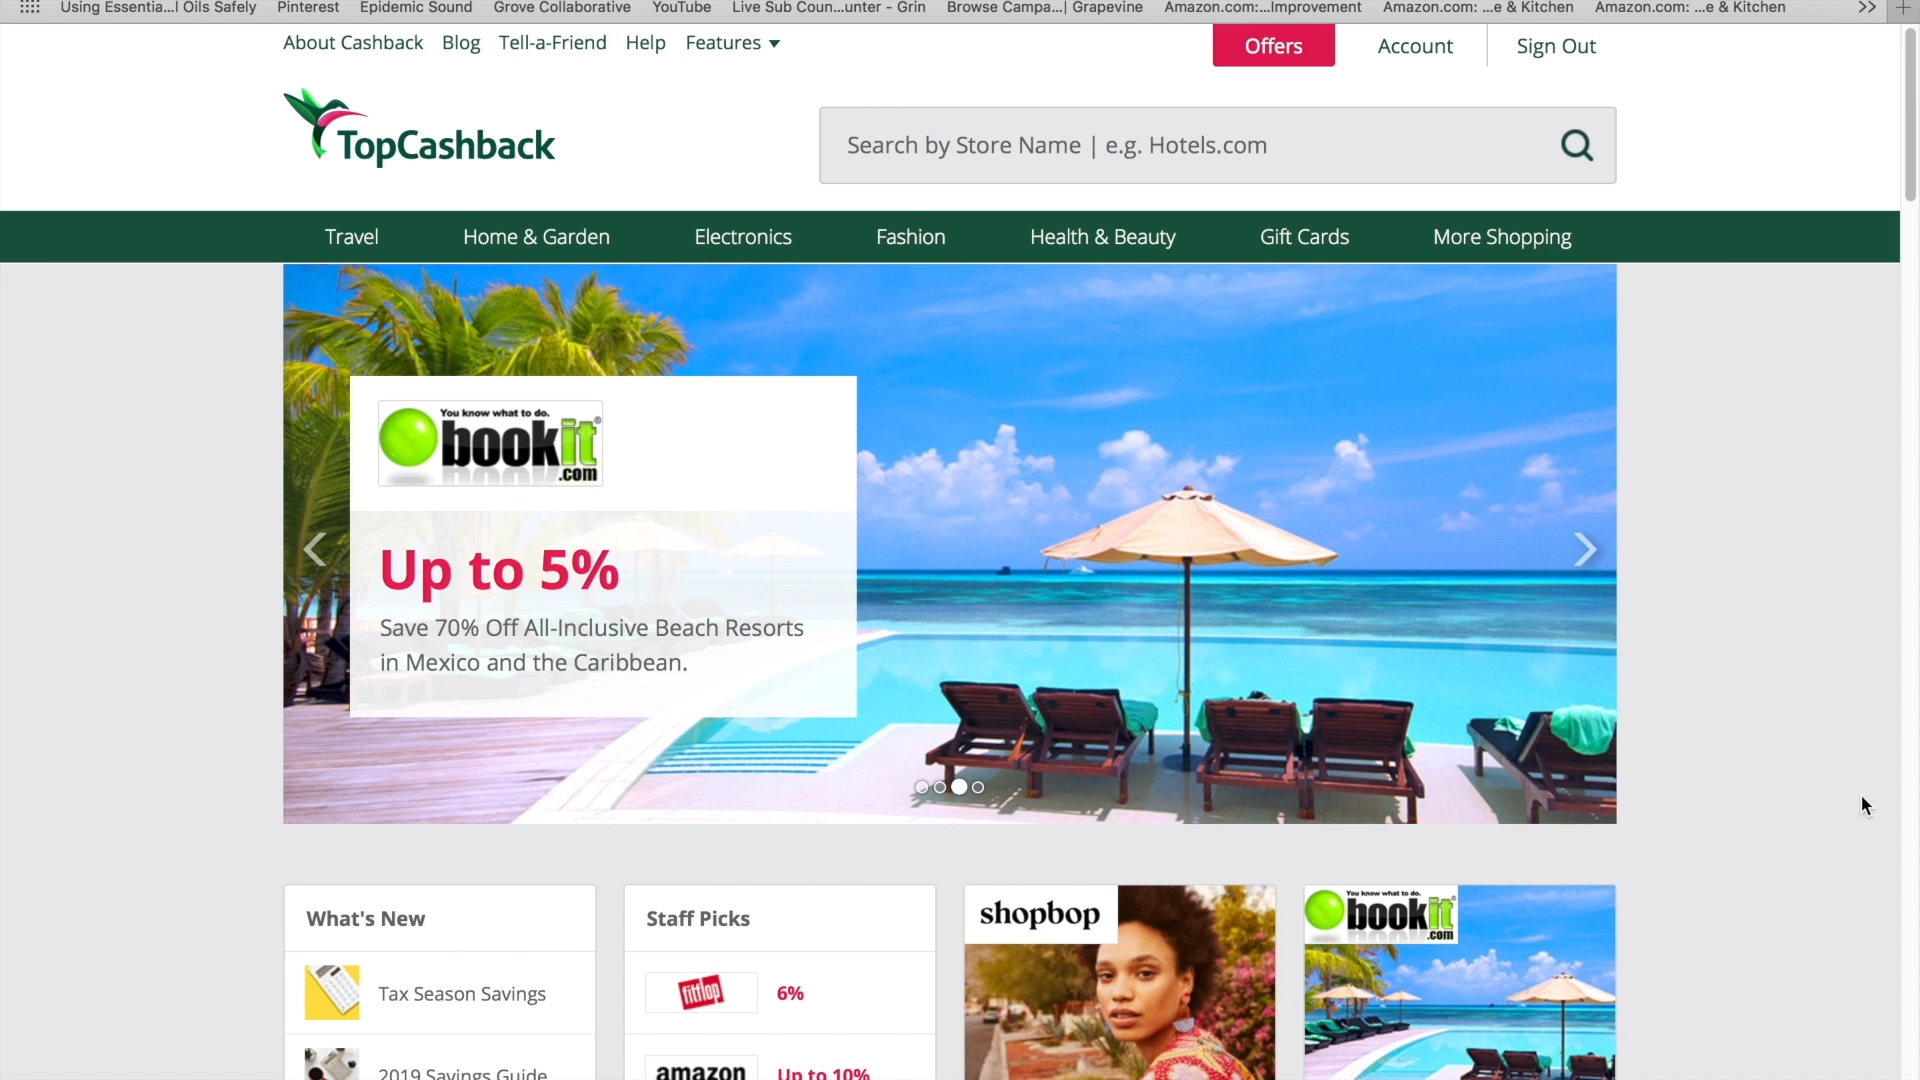 Using Essentia...l Oils Safely Pinterest Epidemic Sound Grove Collaborative YouTube Live Sub Coun...unter - Grin Browse Campa...| Grapevine Amazon.com:...Improvement Amazon.com: ...e & Kitchen Amazon.com: ...e & Kitchen >> +
About Cashback Blog Tell-a-Friend Help Features Offers Account Sign Out
TopCashback
Search by Store Name | e.g. Hotels.com
Travel Home & Garden Electronics Fashion Health & Beauty Gift Cards More Shopping
You know what to do.
bookit®
.com
Up to 5%
Save 70% Off All-Inclusive Beach Resorts
in Mexico and the Caribbean.
What's New
Tax Season Savings
2019 Savings Guide
Staff Picks
fitflop 6%
amazon Up to 10%
shopbop
You know what to do.
bookit
.com